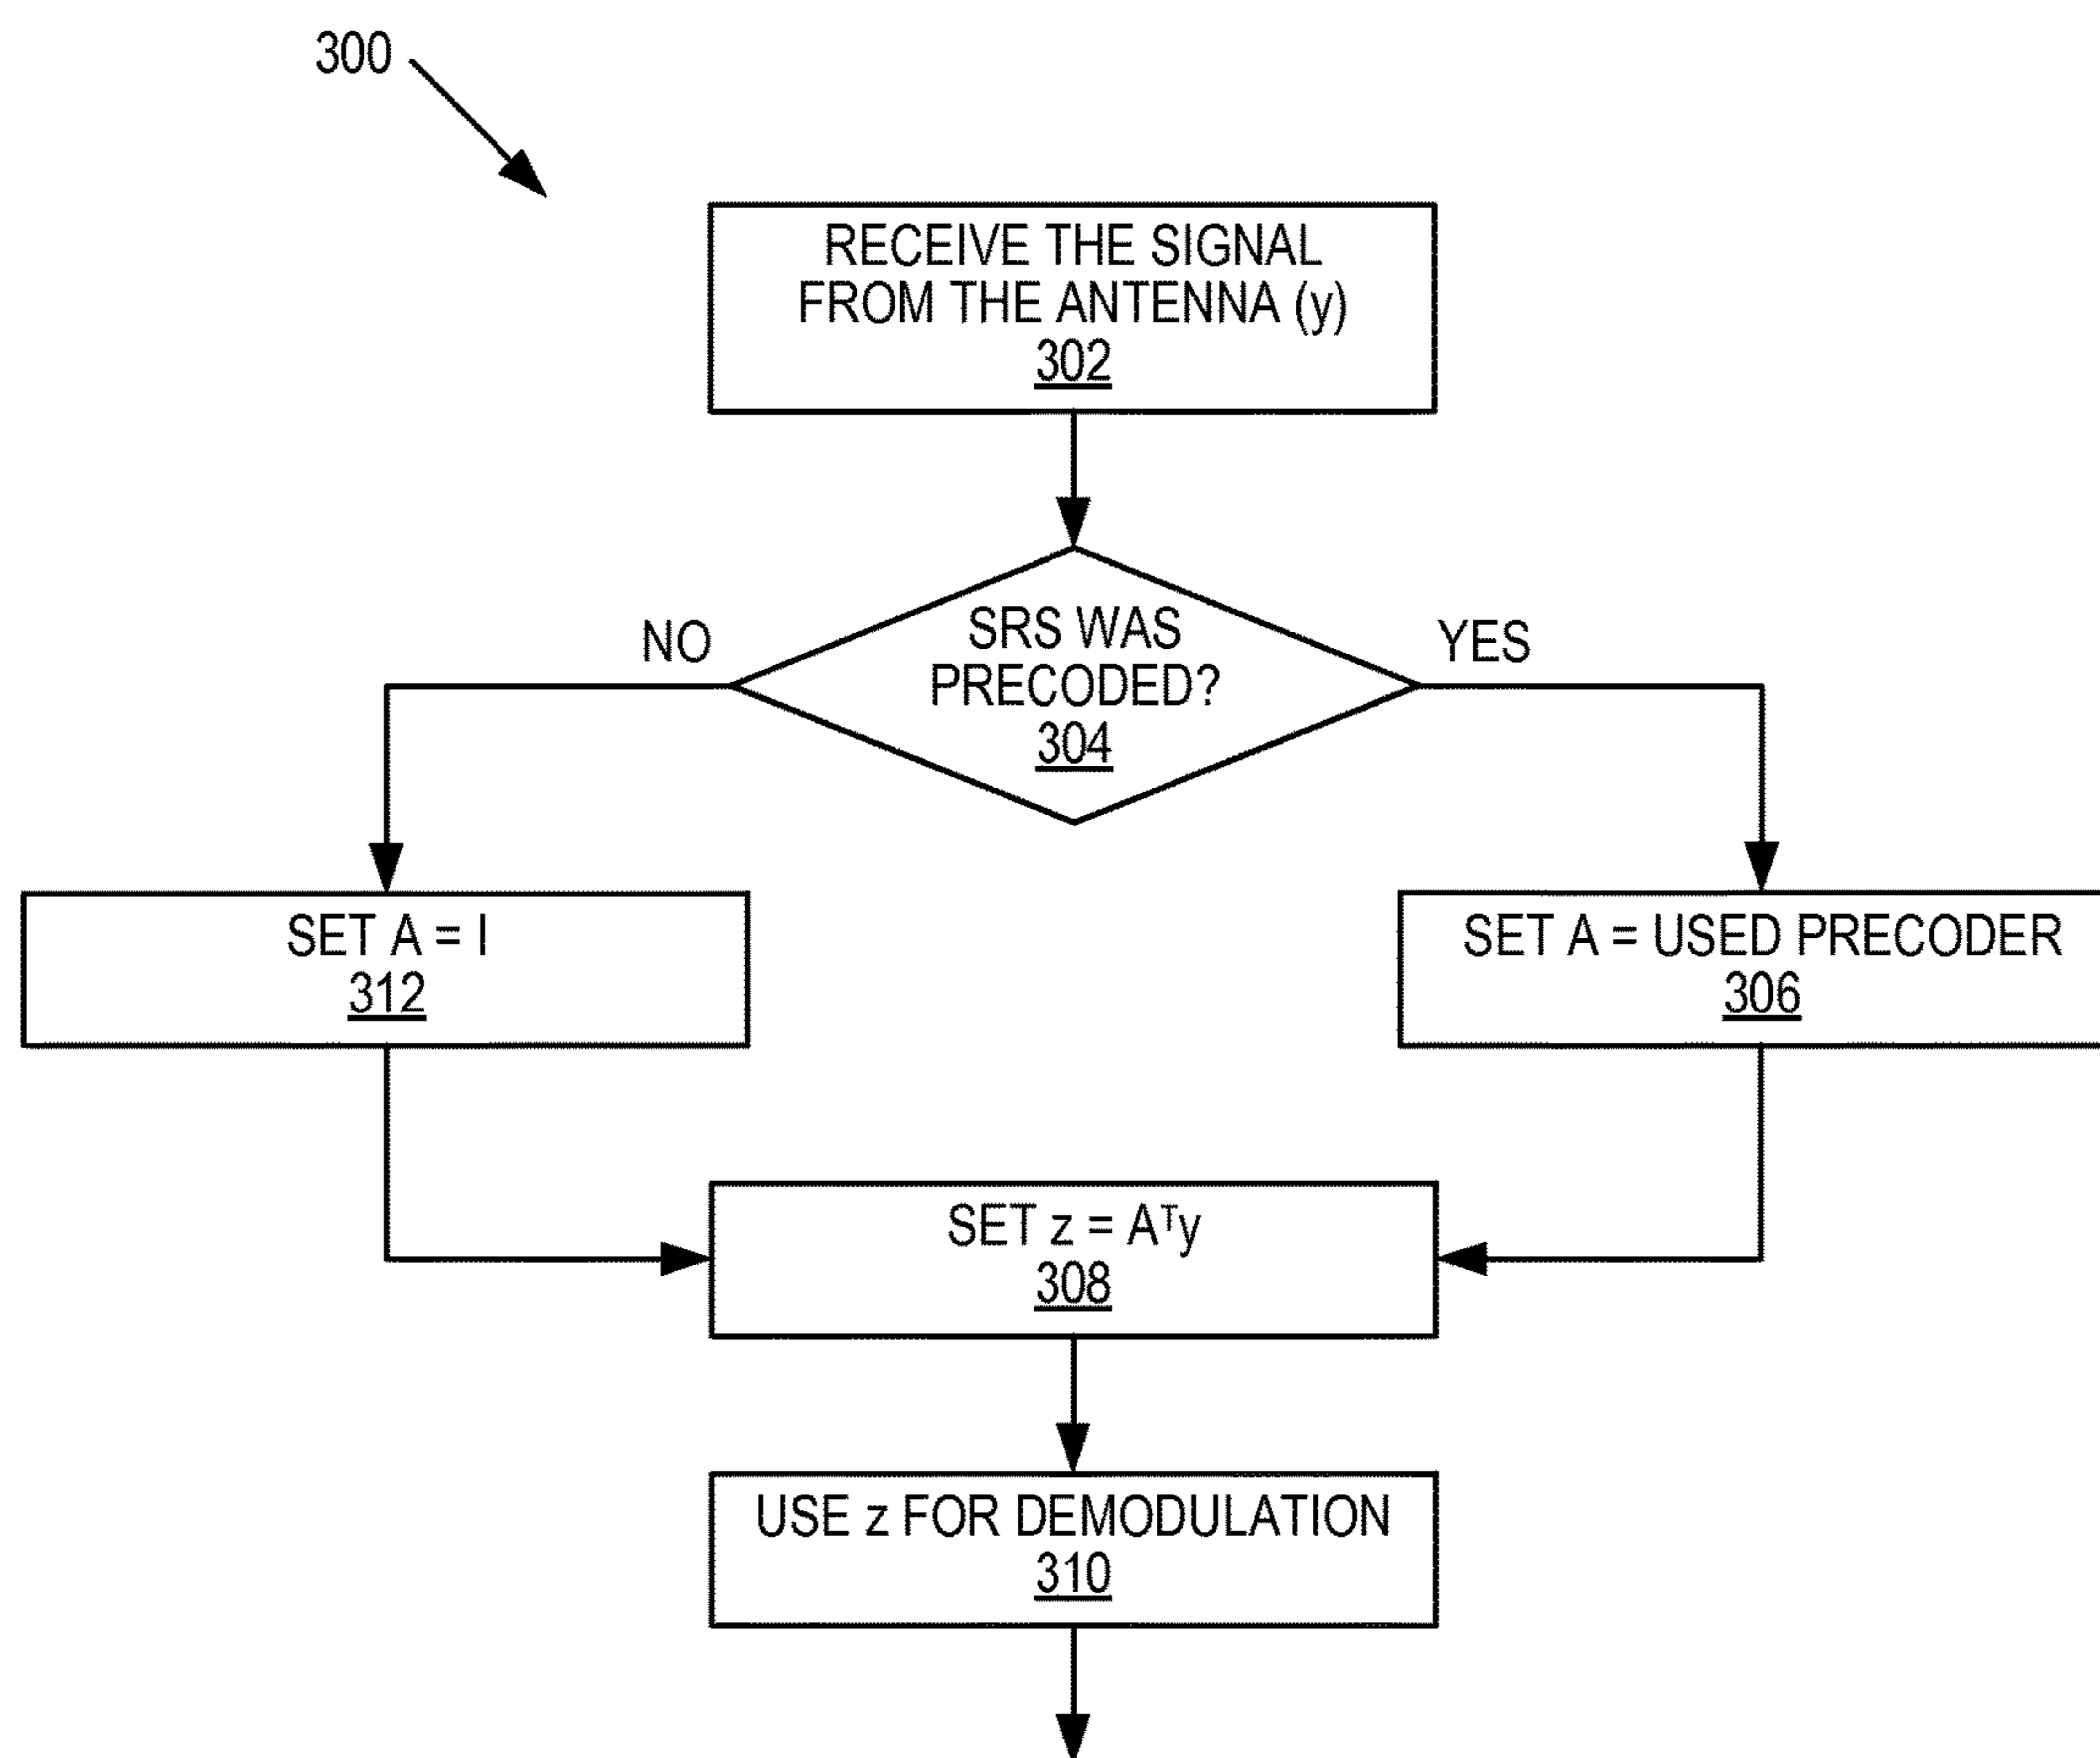 300
RECEIVE THE SIGNAL
FROM THE ANTENNA (y)
302
SRS WAS
PRECODED?
304
NO
YES
SET A = I
312
SET A = USED PRECODER
306
SET z = Aᵀy
308
USE z FOR DEMODULATION
310